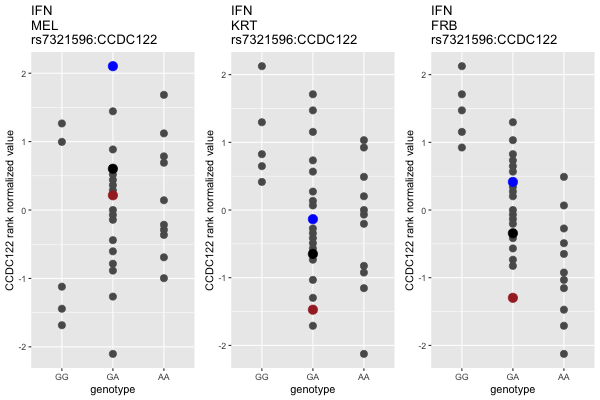 IFN
MEL
rs7321596:CCDC122
CCDC122 rank normalized value
2
1
0
-1
-2
GG GA AA
genotype
IFN
KRT
rs7321596:CCDC122
CCDC122 rank normalized value
2
1
0
-1
-2
GG GA AA
genotype
IFN
FRB
rs7321596:CCDC122
CCDC122 rank normalized value
2
1
0
-1
-2
GG GA AA
genotype